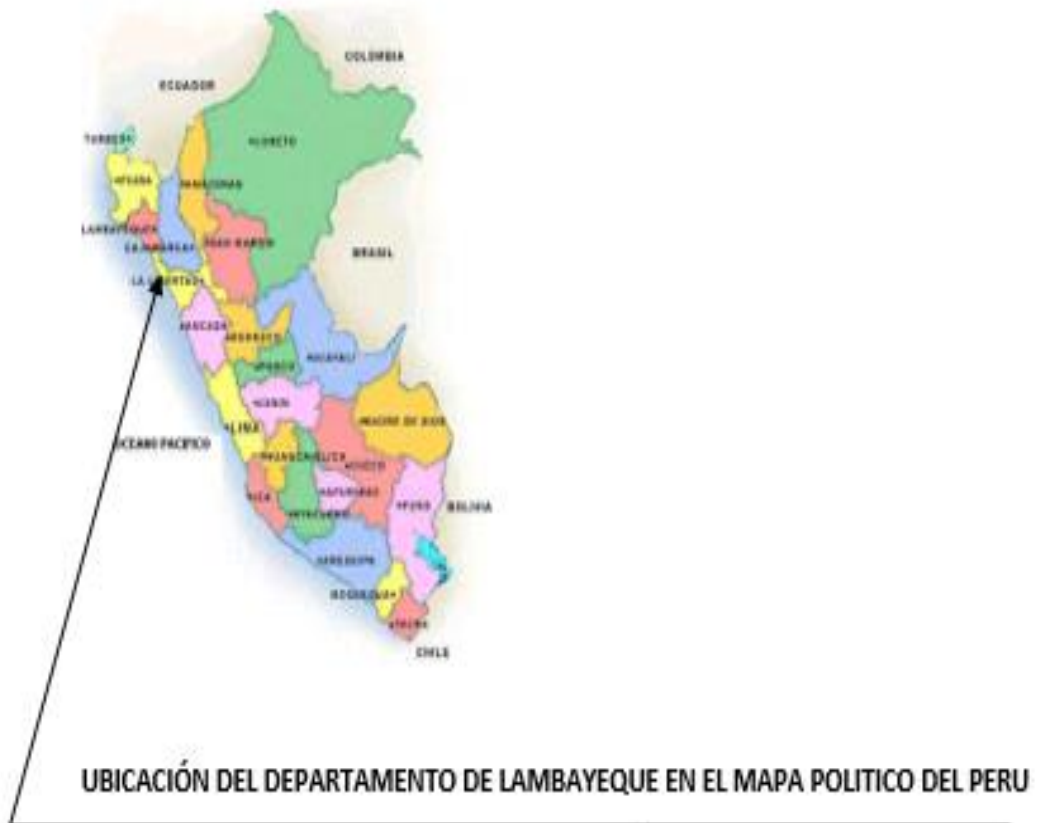 COLOMBIA
ECUADOR
TUMBES
LORETO
PIURA
AMAZONAS
LAMBAYEQUE
CAJAMARCA
SAN MARTIN
BRASIL
LA LIBERTAD
ANCASH
HUANUCO
UCAYALI
PASCO
JUNIN
LIMA
MADRE DE DIOS
OCEANO PACIFICO
HUANCAVELICA
CUSCO
ICA
APURIMAC
PUNO
BOLIVIA
AYACUCHO
AREQUIPA
MOQUEGUA
TACNA
CHILE
UBICACIÓN DEL DEPARTAMENTO DE LAMBAYEQUE EN EL MAPA POLITICO DEL PERU